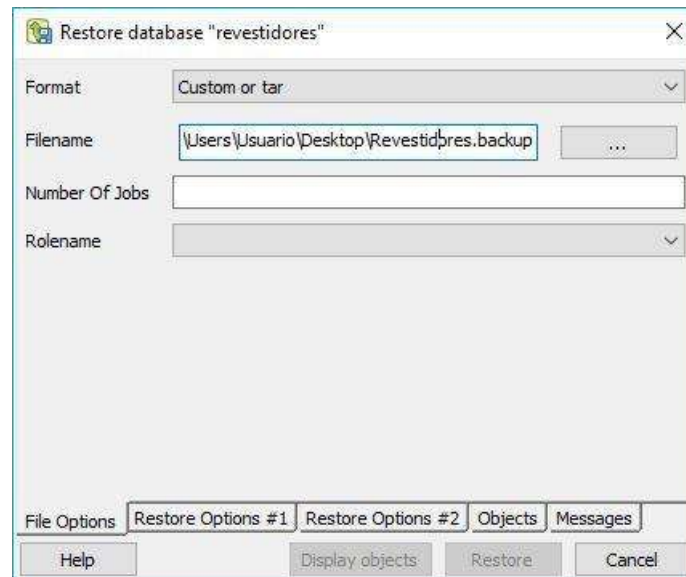 Restore database "revestidores"
Format Custom or tar
Filename \Users\Usuario\Desktop\Revestidores.backup ...
Number Of Jobs
Rolename
File Options Restore Options #1 Restore Options #2 Objects Messages
Help Display objects Restore Cancel